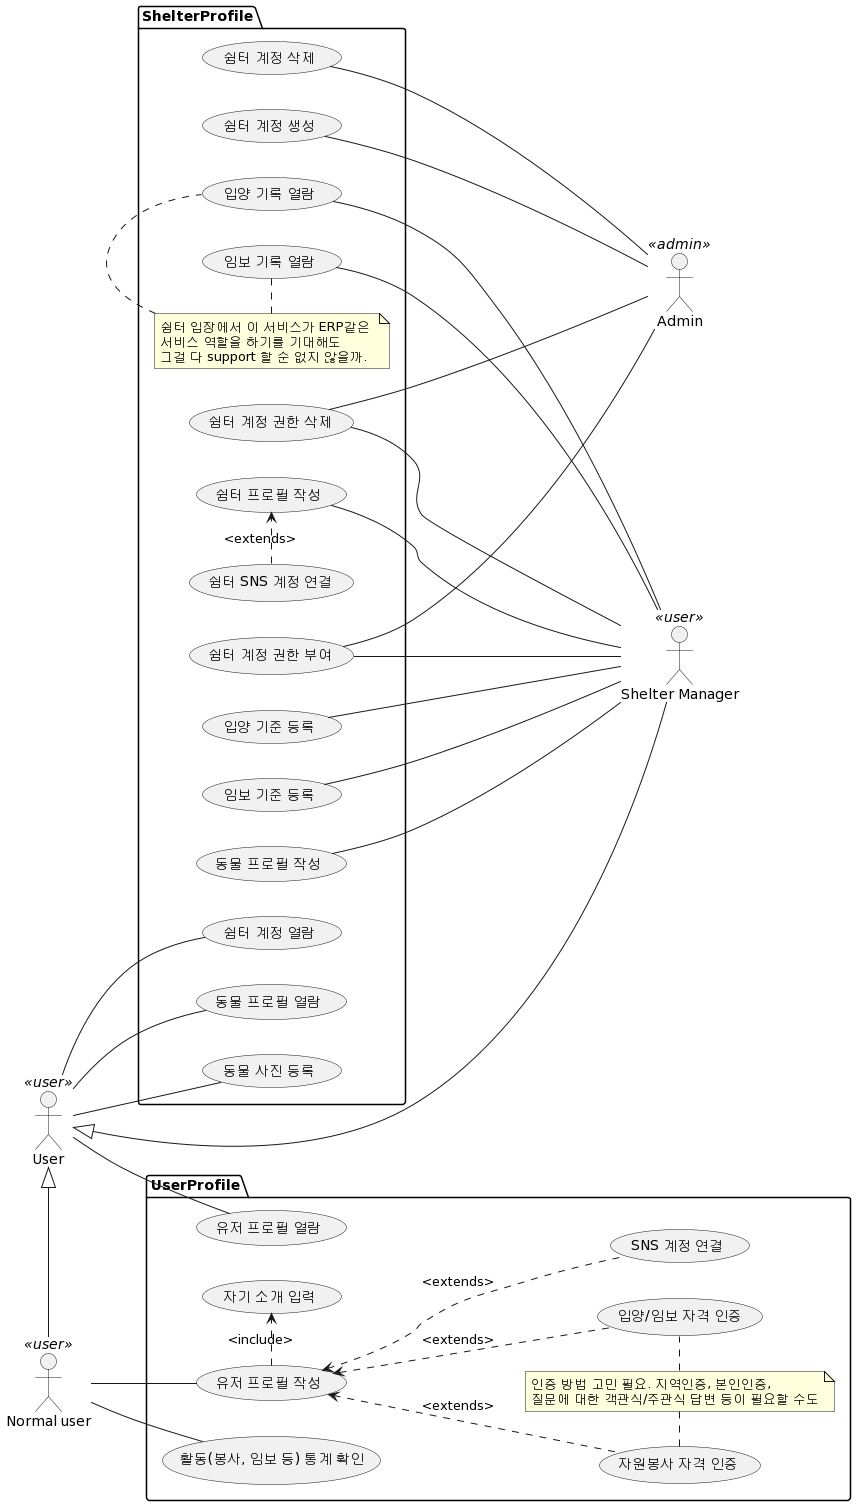 ShelterProfile
쉼터 계정 삭제
쉼터 계정 생성
입양 기록 열람
임보 기록 열람
쉼터 입장에서 이 서비스가 ERP같은
서비스 역할을 하기를 기대해도
그걸 다 support 할 순 없지 않을까.
쉼터 계정 권한 삭제
쉼터 프로필 작성
<extends>
쉼터 SNS 계정 연결
쉼터 계정 권한 부여
입양 기준 등록
임보 기준 등록
동물 프로필 작성
쉼터 계정 열람
동물 프로필 열람
동물 사진 등록
«admin»
Admin
«user»
Shelter Manager
«user»
User
«user»
Normal user
UserProfile
유저 프로필 열람
자기 소개 입력
<include>
유저 프로필 작성
활동(봉사, 임보 등) 통계 확인
<extends>
<extends>
<extends>
SNS 계정 연결
입양/임보 자격 인증
인증 방법 고민 필요. 지역인증, 본인인증,
질문에 대한 객관식/주관식 답변 등이 필요할 수도
자원봉사 자격 인증